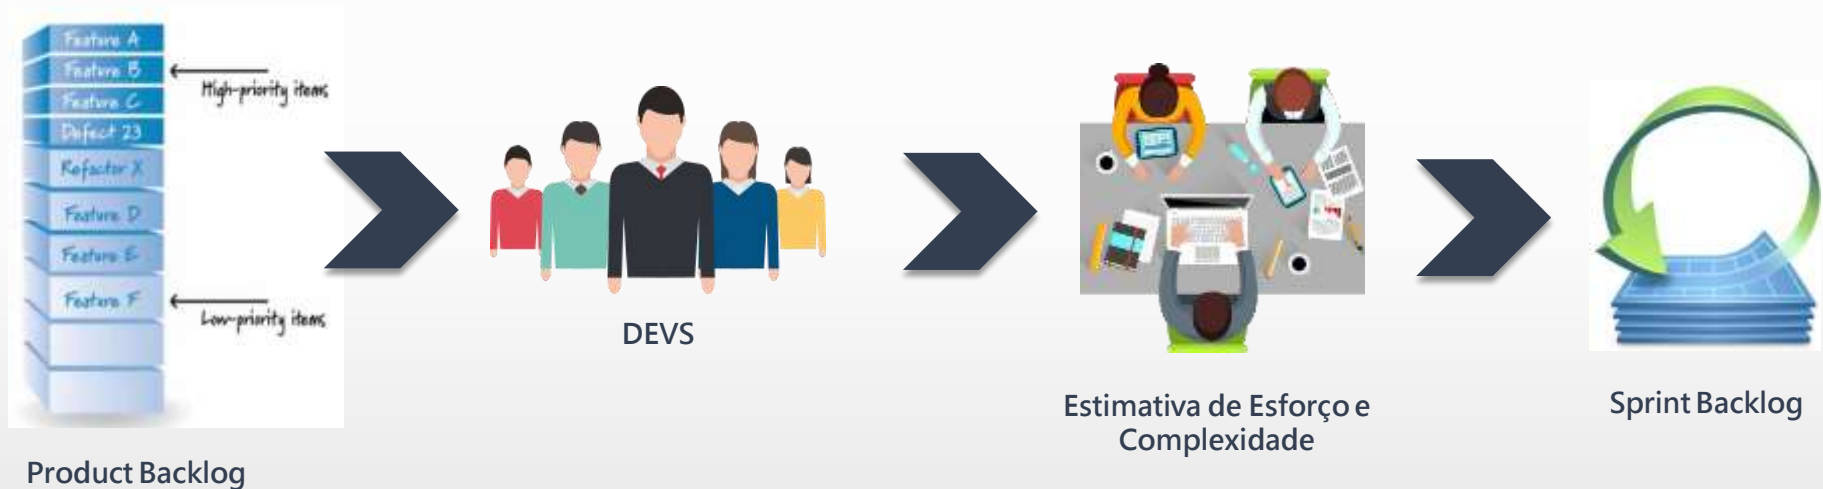 Feature A
Feature B
High-priority items
Feature C
Defect 23
Refactor X
Feature D
Feature E
Feature F
Low-priority items
Product Backlog
DEVS
Estimativa de Esforço e
Complexidade
Sprint Backlog